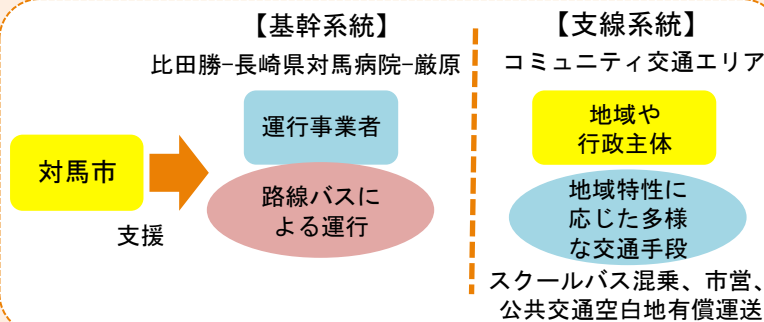 【基幹系統】
比田勝-長崎県対馬病院-厳原
運行事業者
路線バスに
よる運行
対馬市
支援
【支線系統】
コミュニティ交通エリア
地域や
行政主体
地域特性に
応じた多様
な交通手段
スクールバス混乗、市営、
公共交通空白地有償運送